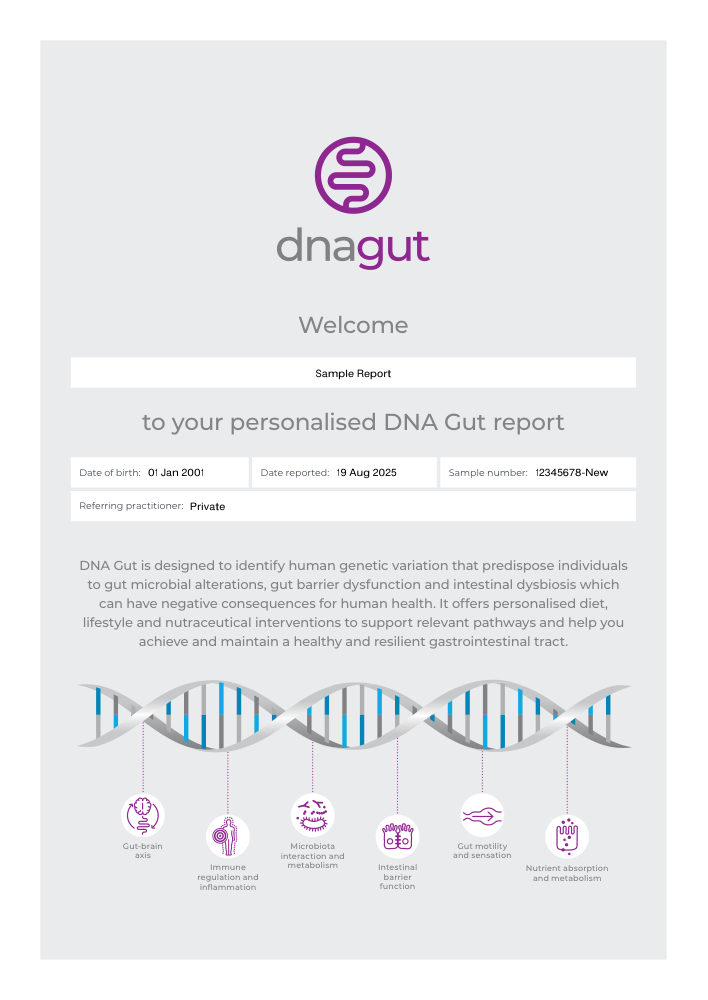 dnagut
Welcome
Sample Report
to your personalised DNA Gut report
Date of birth: 01 Jan 2001 Date reported: 19 Aug 2025 Sample number: 12345678-New
Referring practitioner: Private
DNA Gut is designed to identify human genetic variation that predispose individuals
to gut microbial alterations, gut barrier dysfunction and intestinal dysbiosis which
can have negative consequences for human health. It offers personalised diet,
lifestyle and nutraceutical interventions to support relevant pathways and help you
achieve and maintain a healthy and resilient gastrointestinal tract.
Gut-brain
axis
Immune
regulation and
inflammation
Microbiota
interaction and
metabolism
Intestinal
barrier
function
Gut motility
and sensation
Nutrient absorption
and metabolism